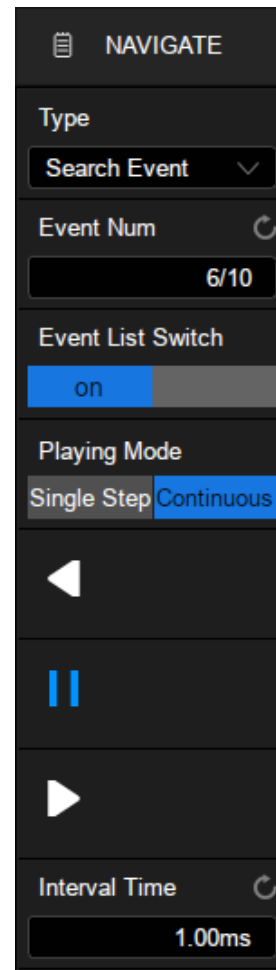 NAVIGATE
Type
Search Event
Event Num
6/10
Event List Switch
on
Playing Mode
Single Step Continuous
Interval Time
1.00ms